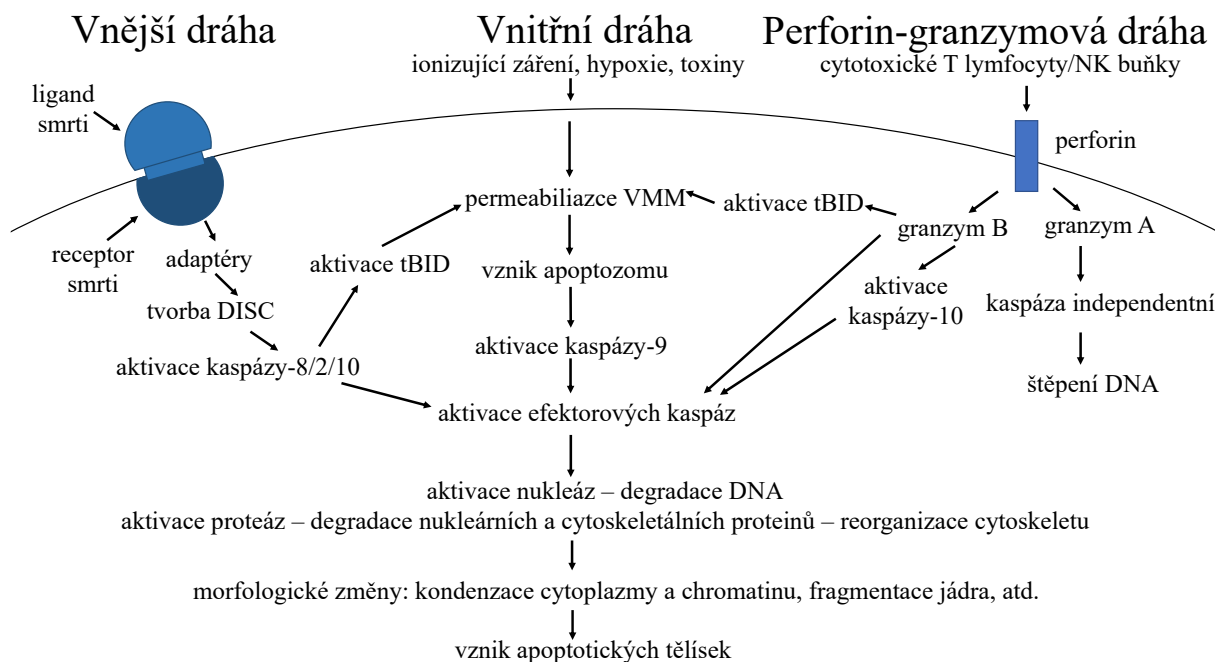 Vnější dráha
Vnitřní dráha
Perforin-granzymová dráha
ionizující záření, hypoxie, toxiny
cytotoxické T lymfocyty/NK buňky
ligand
smrti
perforin
permeabiliazce VMM
aktivace tBID
granzym B
granzym A
receptor
smrti
adaptéry
aktivace tBID
vznik apoptozomu
tvorba DISC
aktivace
kaspázy-10
kaspáza independentní
aktivace kaspázy-8/2/10
aktivace kaspázy-9
štěpení DNA
aktivace efektorových kaspáz
aktivace nukleáz – degradace DNA
aktivace proteáz – degradace nukleárních a cytoskeletálních proteinů – reorganizace cytoskeletu
morfologické změny: kondenzace cytoplazmy a chromatinu, fragmentace jádra, atd.
vznik apoptotických tělísek